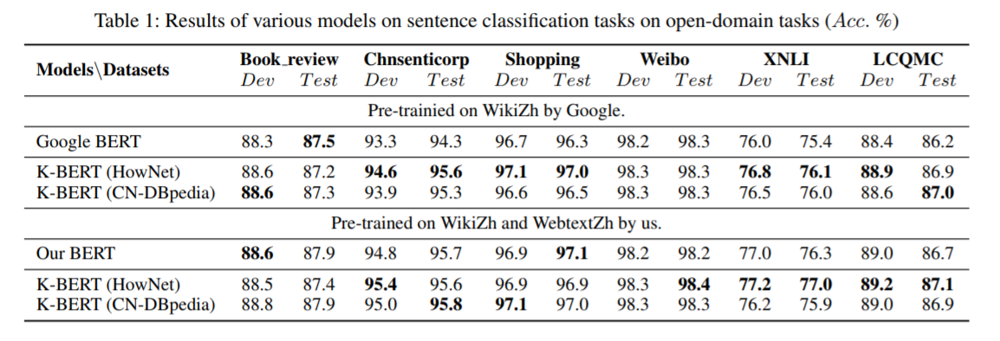 Table 1: Results of various models on sentence classification tasks on open-domain tasks (Acc. %)
Models\Datasets Book_review Chnsenticorp Shopping Weibo XNLI LCQMC
Dev Test Dev Test Dev Test Dev Test Dev Test Dev Test
Pre-trainied on WikiZh by Google.
Google BERT 88.3 87.5 93.3 94.3 96.7 96.3 98.2 98.3 76.0 75.4 88.4 86.2
K-BERT (HowNet) 88.6 87.2 94.6 95.6 97.1 97.0 98.3 98.3 76.8 76.1 88.9 86.9
K-BERT (CN-DBpedia) 88.6 87.3 93.9 95.3 96.6 96.5 98.3 98.3 76.5 76.0 88.6 87.0
Pre-trained on WikiZh and WebtextZh by us.
Our BERT 88.6 87.9 94.8 95.7 96.9 97.1 98.2 98.2 77.0 76.3 89.0 86.7
K-BERT (HowNet) 88.5 87.4 95.4 95.6 96.9 96.9 98.3 98.4 77.2 77.0 89.2 87.1
K-BERT (CN-DBpedia) 88.8 87.9 95.0 95.8 97.1 97.0 98.3 98.3 76.2 75.9 89.0 86.9